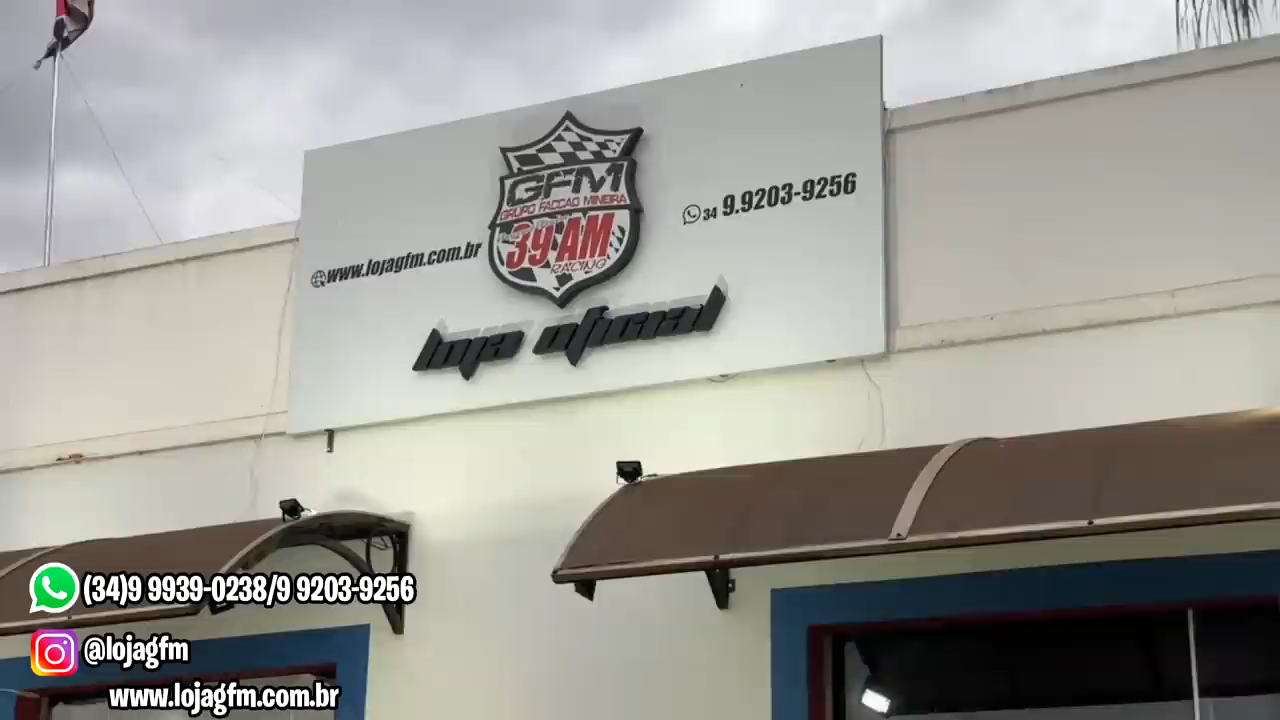 GFM
GRUPO FACCAO MINEIRA
39 AM
RACING
www.lojagfm.com.br
34 9.9203-9256
loja oficial
(34)9 9939-0238/9 9203-9256
@lojagfm
www.lojagfm.com.br